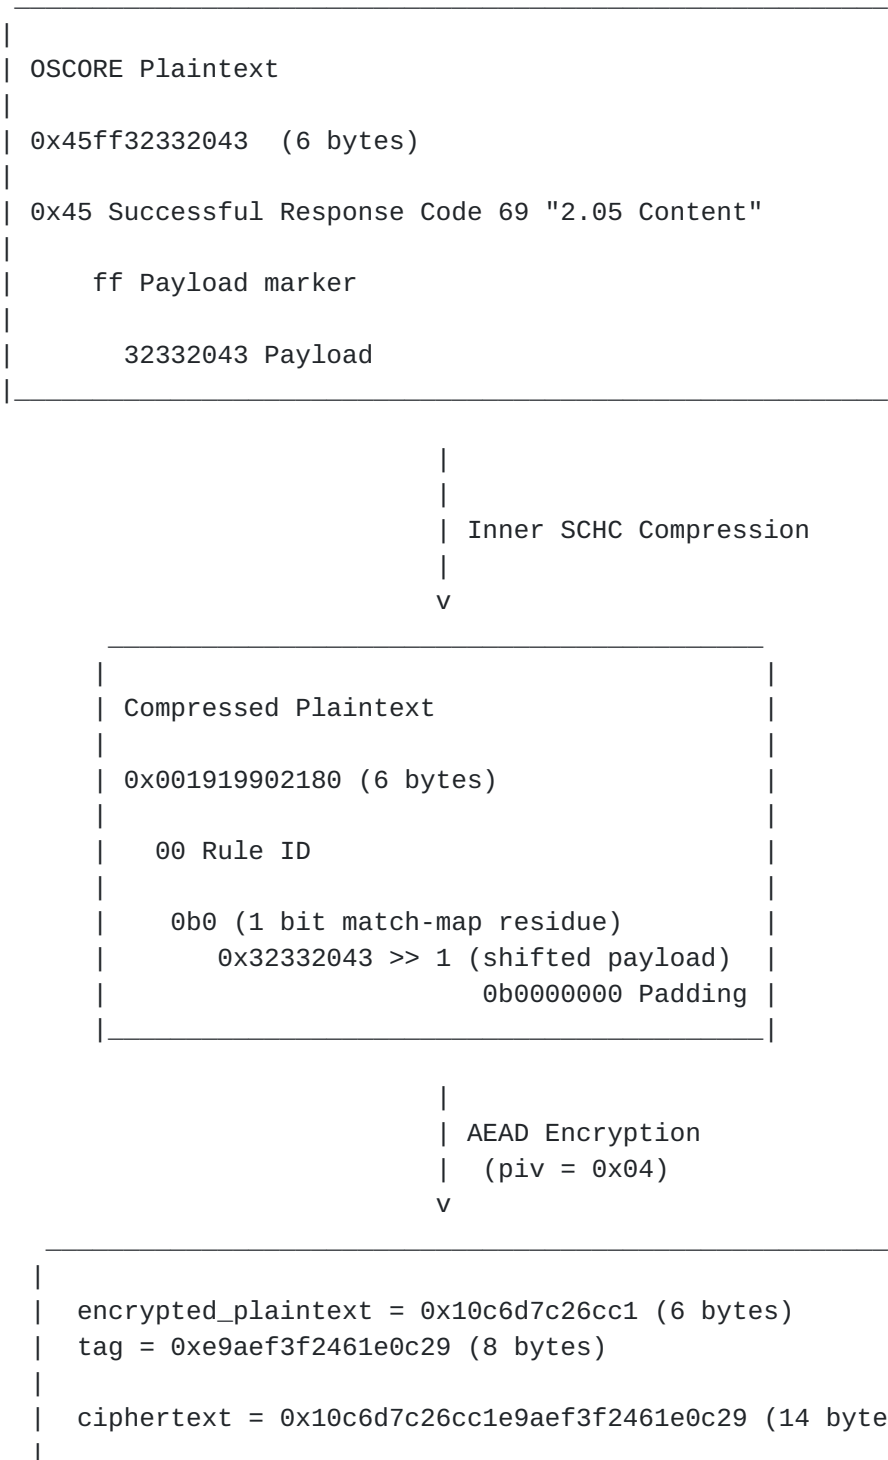 OSCORE Plaintext
0x45ff32332043  (6 bytes)
0x45 Successful Response Code 69 "2.05 Content"
ff Payload marker
32332043 Payload
Inner SCHC Compression
v
Compressed Plaintext
0x001919902180 (6 bytes)
00 Rule ID
0b0 (1 bit match-map residue)
0x32332043 >> 1 (shifted payload)
0b0000000 Padding
AEAD Encryption
(piv = 0x04)
v
encrypted_plaintext = 0x10c6d7c26cc1 (6 bytes)
tag = 0xe9aef3f2461e0c29 (8 bytes)
ciphertext = 0x10c6d7c26cc1e9aef3f2461e0c29 (14 byte